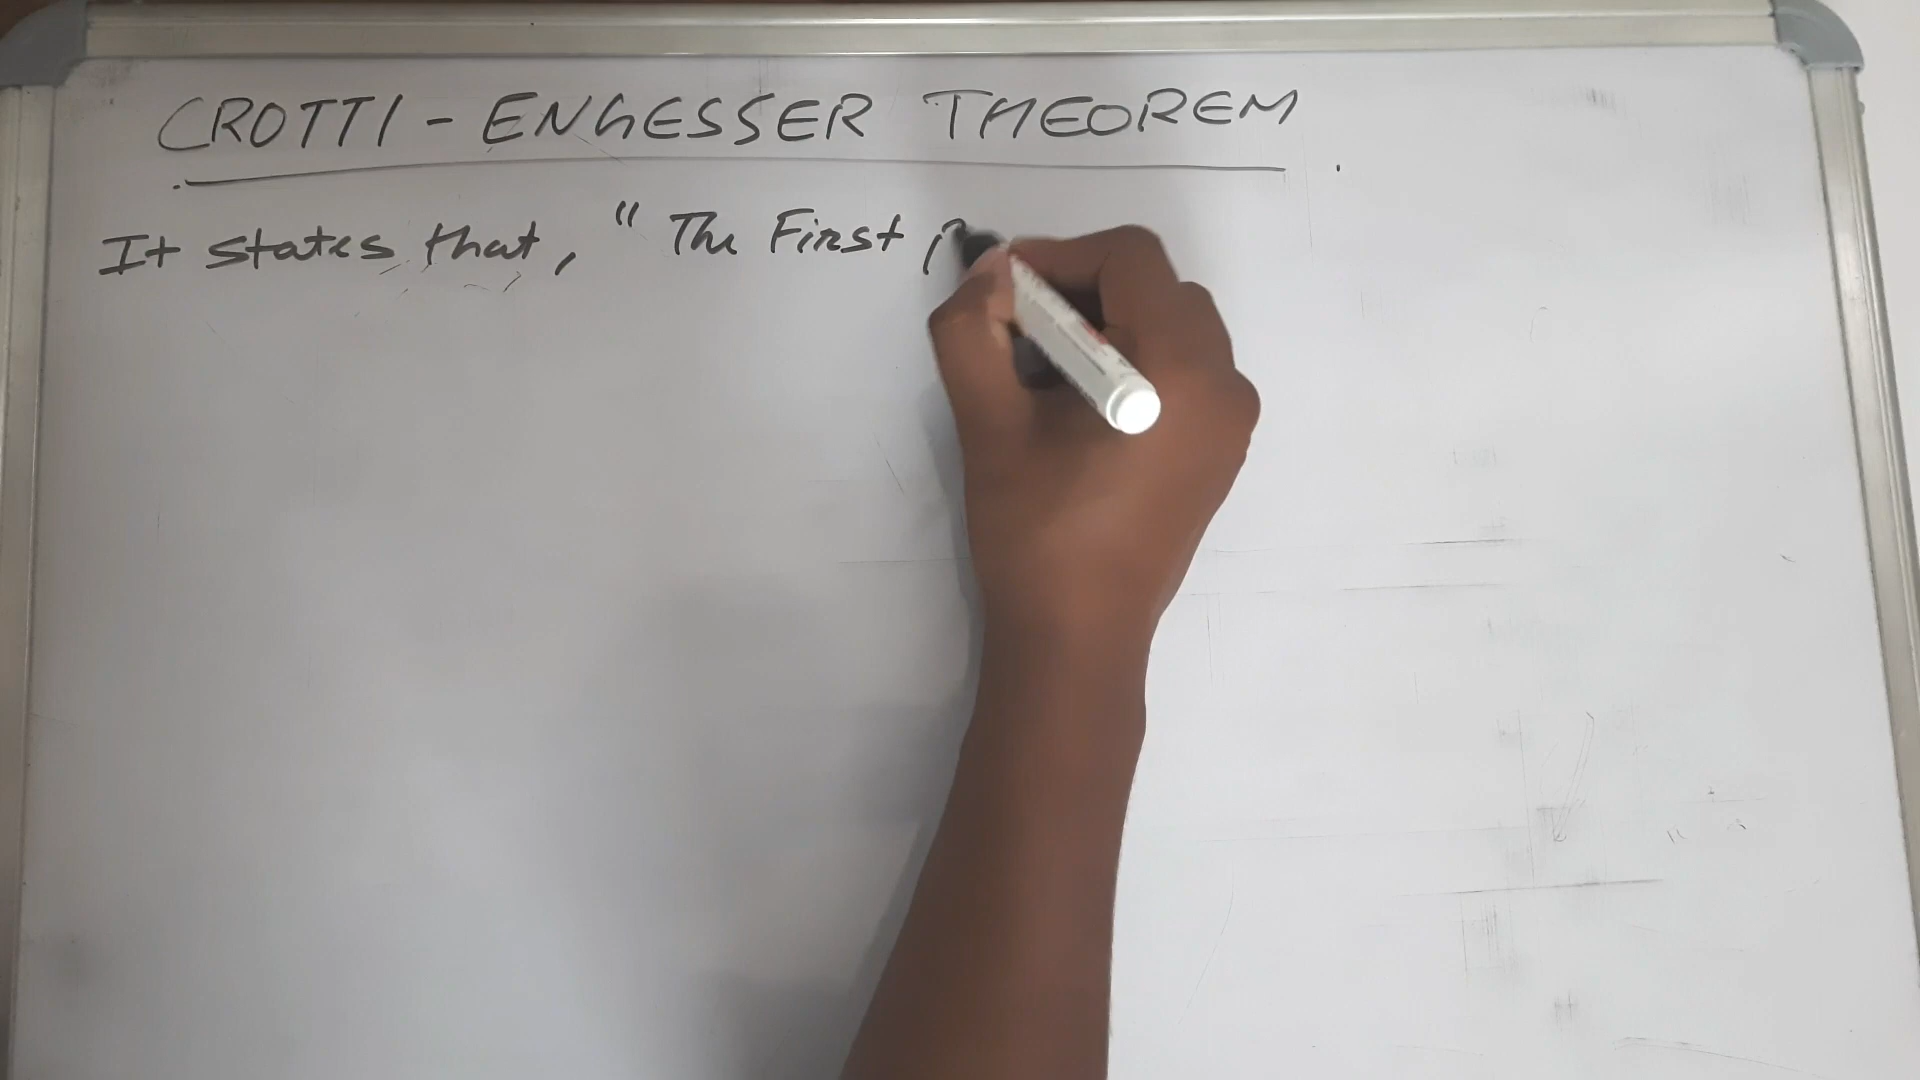 CROTTI - ENGESSER THEOREM
It states that, " The First